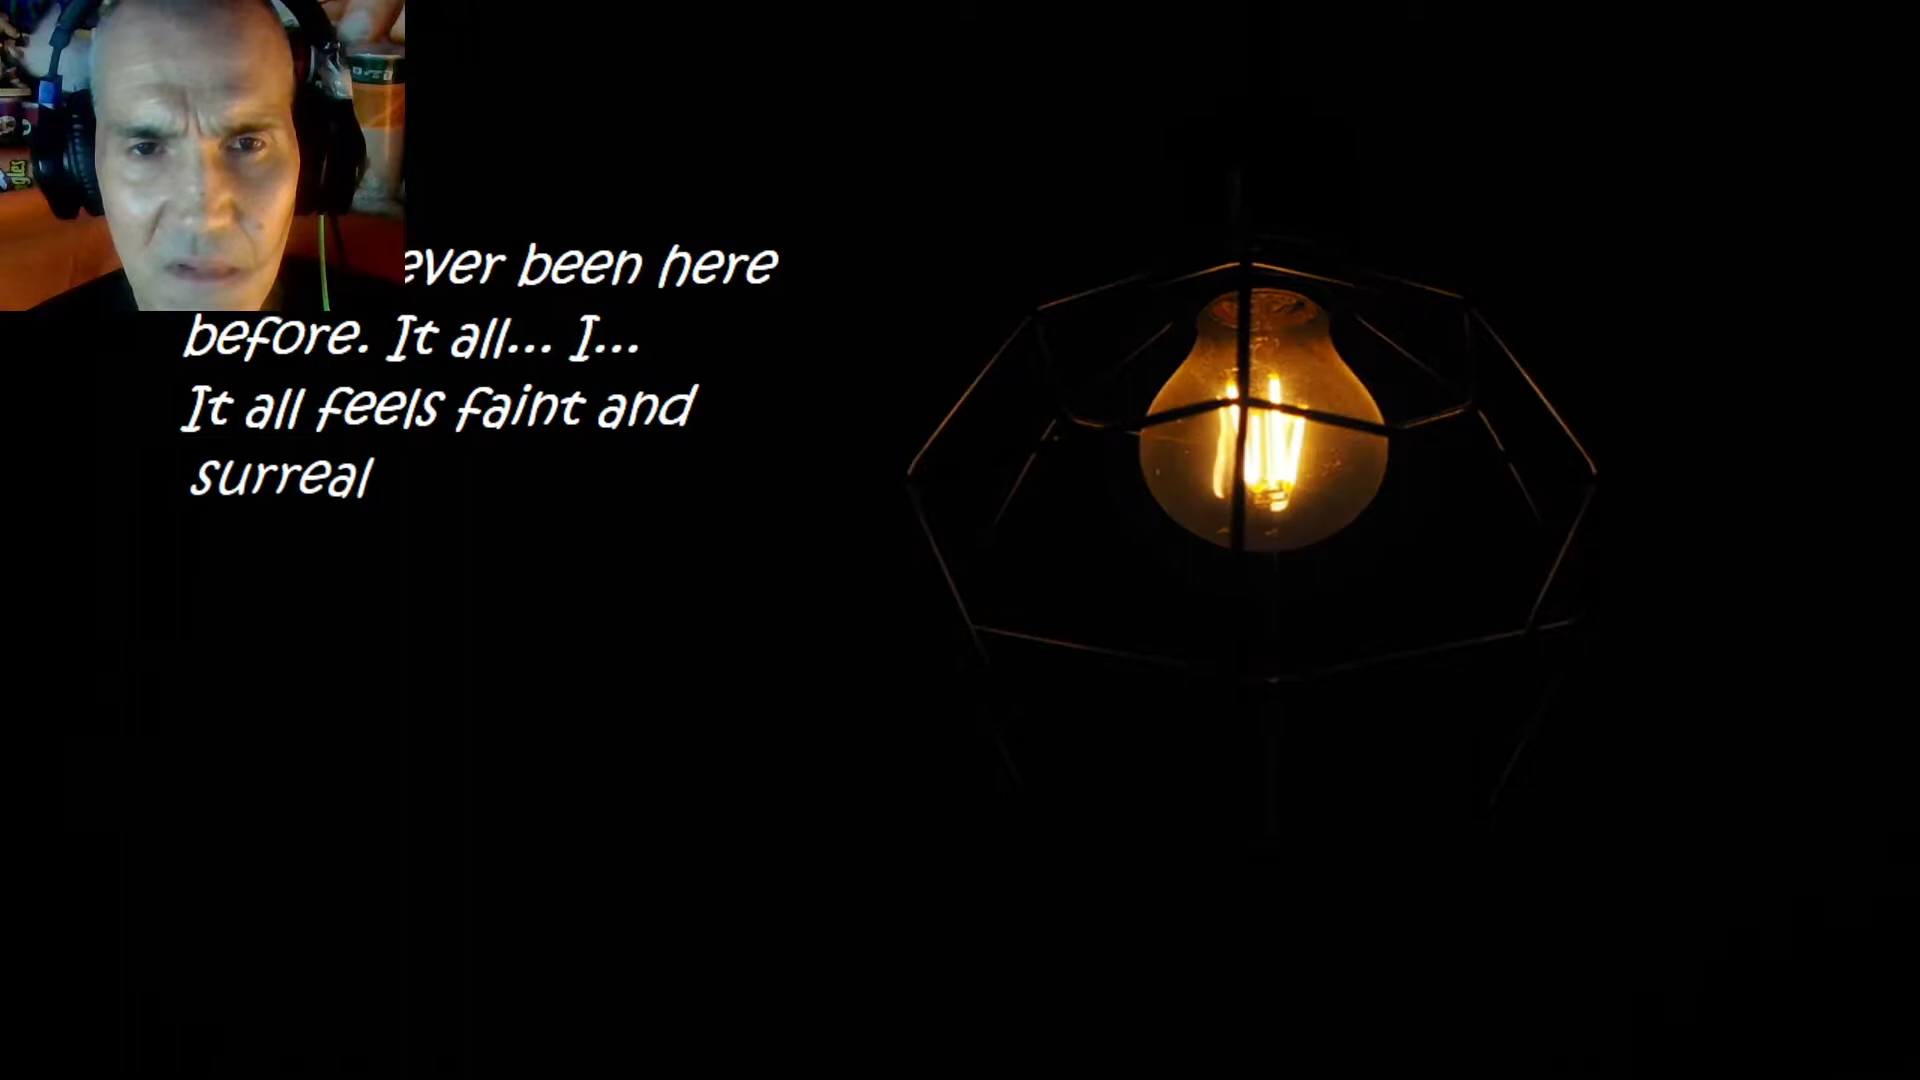 ever been here
before. It all... I...
It all feels faint and
surreal